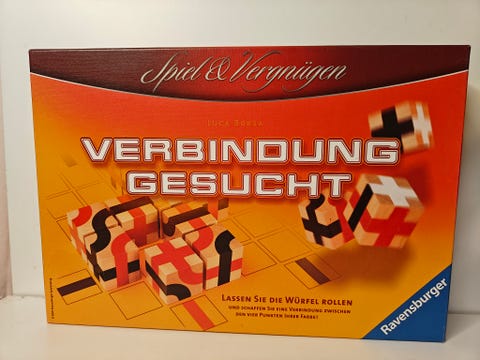 Spiel & Vergnügen
LUCA BORSA
VERBINDUNG
GESUCHT
LASSEN SIE DIE WÜRFEL ROLLEN
UND SCHAFFEN SIE EINE VERBINDUNG ZWISCHEN
DEN VIER PUNKTEN IHRER FARBE!
Ravensburger